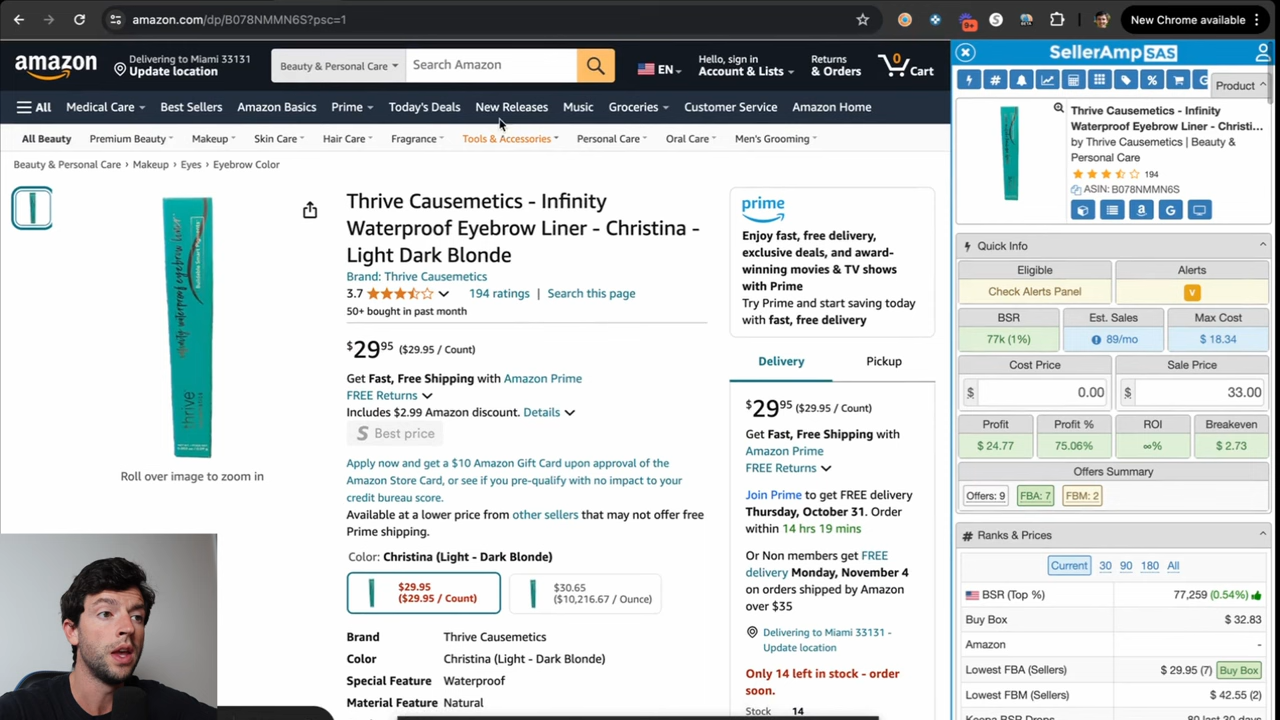 amazon.com/dp/B078NMMN6S?psc=1
9+
New Chrome available
amazon
Delivering to Miami 33131
Update location
Beauty & Personal Care
Search Amazon
EN
Hello, sign in
Account & Lists
Returns
& Orders
0
Cart
All
Medical Care
Best Sellers
Amazon Basics
Prime
Today's Deals
New Releases
Music
Groceries
Customer Service
Amazon Home
All Beauty
Premium Beauty
Makeup
Skin Care
Hair Care
Fragrance
Tools & Accessories
Personal Care
Oral Care
Men's Grooming
Beauty & Personal Care › Makeup › Eyes › Eyebrow Color
infinity waterproof eyebrow liner
thrive
Roll over image to zoom in
Thrive Causemetics - Infinity
Waterproof Eyebrow Liner - Christina -
Light Dark Blonde
Brand: Thrive Causemetics
3.7
194 ratings | Search this page
50+ bought in past month
$29.95 ($29.95 / Count)
Get Fast, Free Shipping with Amazon Prime
FREE Returns
Includes $2.99 Amazon discount. Details
Best price
Apply now and get a $10 Amazon Gift Card upon approval of the
Amazon Store Card, or see if you pre-qualify with no impact to your
credit bureau score.
Available at a lower price from other sellers that may not offer free
Prime shipping.
Color: Christina (Light - Dark Blonde)
$29.95
($29.95 / Count)
$30.65
($10,216.67 / Ounce)
Brand Thrive Causemetics
Color Christina (Light - Dark Blonde)
Special Feature Waterproof
Material Feature Natural
prime
Enjoy fast, free delivery,
exclusive deals, and award-
winning movies & TV shows
with Prime
Try Prime and start saving today
with fast, free delivery
Delivery
Pickup
$29.95 ($29.95 / Count)
Get Fast, Free Shipping with
Amazon Prime
FREE Returns
Join Prime to get FREE delivery
Thursday, October 31. Order
within 14 hrs 19 mins
Or Non members get FREE
delivery Monday, November 4
on orders shipped by Amazon
over $35
Delivering to Miami 33131 -
Update location
Only 14 left in stock - order
soon.
Stock 14
SellerAmp SAS
Product
Thrive Causemetics - Infinity
Waterproof Eyebrow Liner - Christi...
by Thrive Causemetics | Beauty &
Personal Care
194
ASIN: B078NMMN6S
Quick Info
Eligible
Alerts
Check Alerts Panel
V
BSR
Est. Sales
Max Cost
77k (1%)
89/mo
$ 18.34
Cost Price
Sale Price
$ 0.00
$ 33.00
Profit
Profit %
ROI
Breakeven
$ 24.77
75.06%
∞%
$ 2.73
Offers Summary
Offers: 9
FBA: 7
FBM: 2
Ranks & Prices
Current 30 90 180 All
BSR (Top %) 77,259 (0.54%)
Buy Box $ 32.83
Amazon -
Lowest FBA (Sellers) $ 29.95 (7) Buy Box
Lowest FBM (Sellers) $ 42.55 (2)